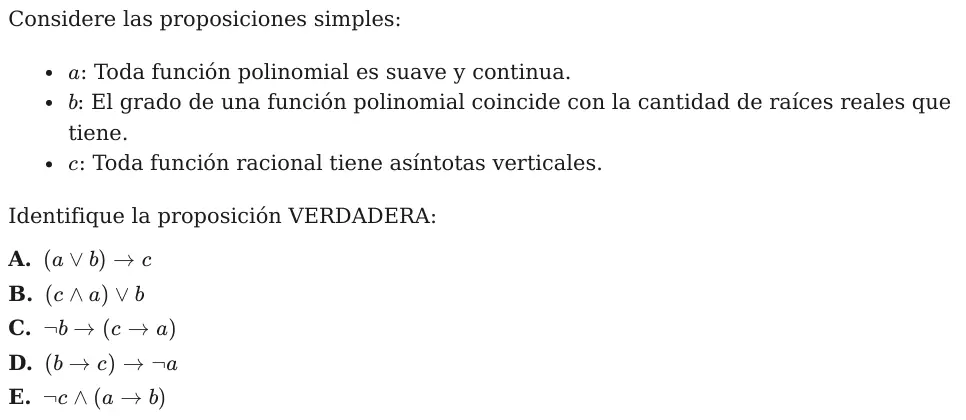 Considere las proposiciones simples:
• a: Toda función polinomial es suave y continua.
• b: El grado de una función polinomial coincide con la cantidad de raíces reales que
tiene.
• c: Toda función racional tiene asíntotas verticales.
Identifique la proposición VERDADERA:
A. (a ∨ b) → c
B. (c ∧ a) ∨ b
C. ¬b → (c → a)
D. (b → c) → ¬a
E. ¬c ∧ (a → b)